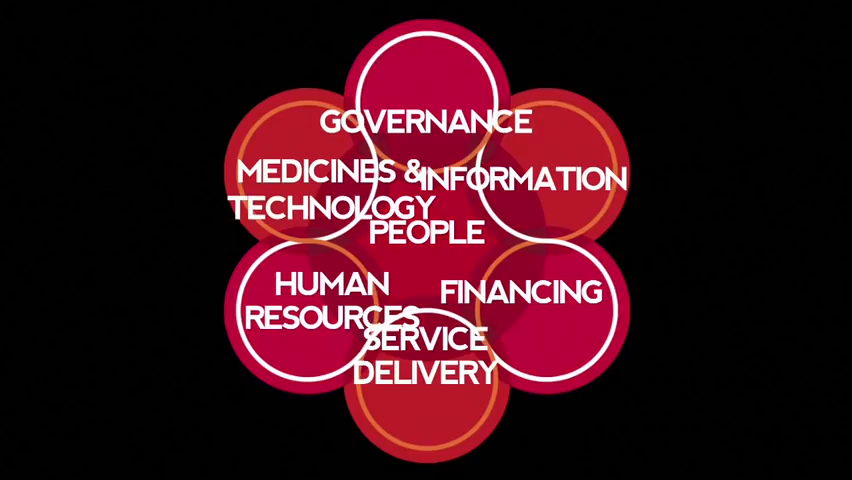 GOVERNANCE
MEDICINES &
TECHNOLOGY
INFORMATION
PEOPLE
HUMAN
RESOURCES
FINANCING
SERVICE
DELIVERY